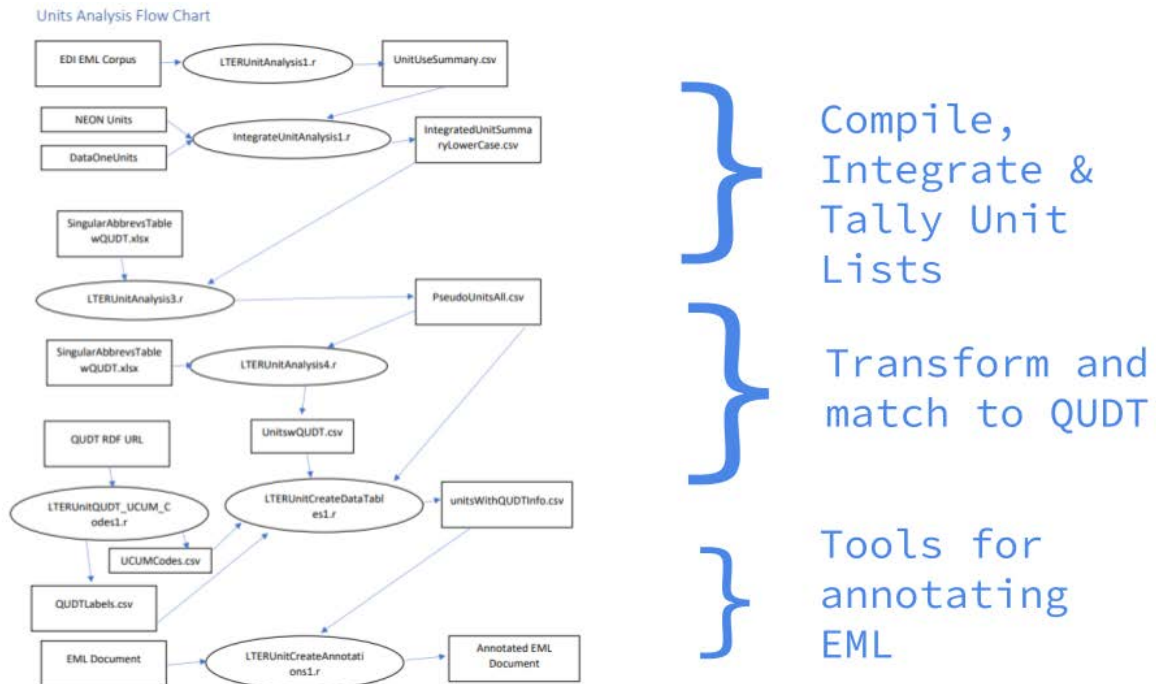 Units Analysis Flow Chart
EDI EML Corpus
LTERUnitAnalysis1.r
UnitUseSummary.csv
NEON Units
DataOneUnits
IntegrateUnitAnalysis1.r
IntegratedUnitSumma
ryLowerCase.csv
SingularAbbrevsTable
wQUDT.xlsx
LTERUnitAnalysis3.r
PseudoUnitsAll.csv
SingularAbbrevsTable
wQUDT.xlsx
LTERUnitAnalysis4.r
UnitswQUDT.csv
QUDT RDF URL
LTERUnitQUDT_UCUM_C
odes1.r
LTERUnitCreateDataTabl
es1.r
unitsWithQUDTInfo.csv
UCUMCodes.csv
QUDTLabels.csv
EML Document
LTERUnitCreateAnnotati
ons1.r
Annotated EML
Document
Compile,
Integrate &
Tally Unit
Lists
Transform and
match to QUDT
Tools for
annotating
EML